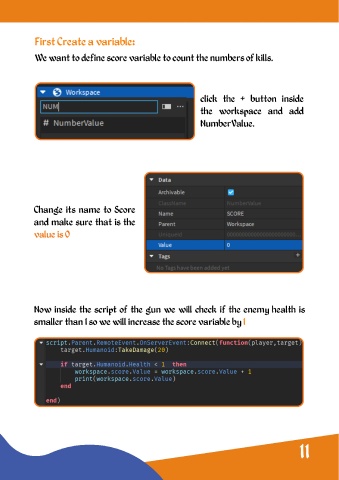 First Create a variable:
We want to define score variable to count the numbers of kills.
Workspace
NUM
# NumberValue
click the + button inside
the workspace and add
NumberValue.
Data
Archivable
ClassName NumberValue
Name SCORE
Parent Workspace
UniqueId
Value 0
Tags +
No Tags have been added yet
Change its name to Score
and make sure that is the
value is 0
Now inside the script of the gun we will check if the enemy health is
smaller than 1 so we will increase the score variable by 1
script.Parent.RemoteEvent.OnServerEvent:Connect(function(player,target)
target.Humanoid:TakeDamage(20)
if target.Humanoid.Health < 1 then
workspace.score.Value = workspace.score.Value + 1
print(workspace.score.Value)
end
end)
11